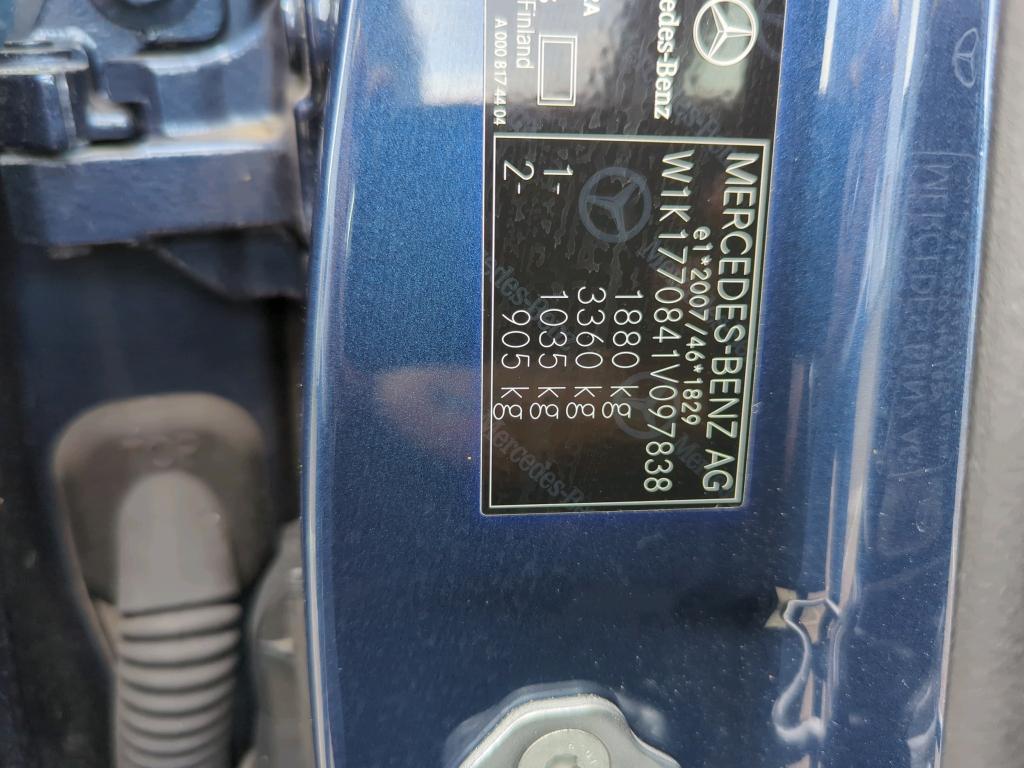 MERCEDES-BENZ AG
e1*2007/46*1829
W1K1770841V097838
1880 kg
3360 kg
1- 1035 kg
2- 905 kg
Mercedes-Benz
Finland
A 000 817 44 04
TOP